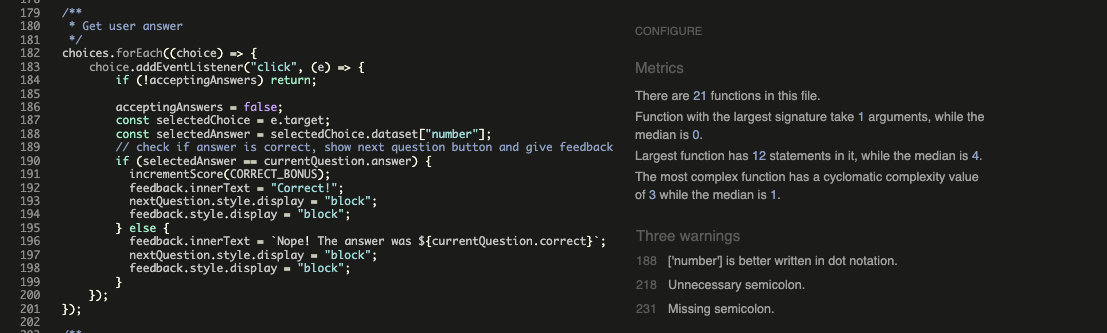 179 /**
180 * Get user answer
181 */
182 choices.forEach((choice) => {
183 choice.addEventListener("click", (e) => {
184 if (!acceptingAnswers) return;
185
186 acceptingAnswers = false;
187 const selectedChoice = e.target;
188 const selectedAnswer = selectedChoice.dataset["number"];
189 // check if answer is correct, show next question button and give feedback
190 if (selectedAnswer == currentQuestion.answer) {
191 incrementScore(CORRECT_BONUS);
192 feedback.innerText = "Correct!";
193 nextQuestion.style.display = "block";
194 feedback.style.display = "block";
195 } else {
196 feedback.innerText = `Nope! The answer was ${currentQuestion.correct}`;
197 nextQuestion.style.display = "block";
198 feedback.style.display = "block";
199 }
200 });
201 });
202
CONFIGURE
Metrics
There are 21 functions in this file.
Function with the largest signature take 1 arguments, while the
median is 0.
Largest function has 12 statements in it, while the median is 4.
The most complex function has a cyclomatic complexity value
of 3 while the median is 1.
Three warnings
188 ['number'] is better written in dot notation.
218 Unnecessary semicolon.
231 Missing semicolon.